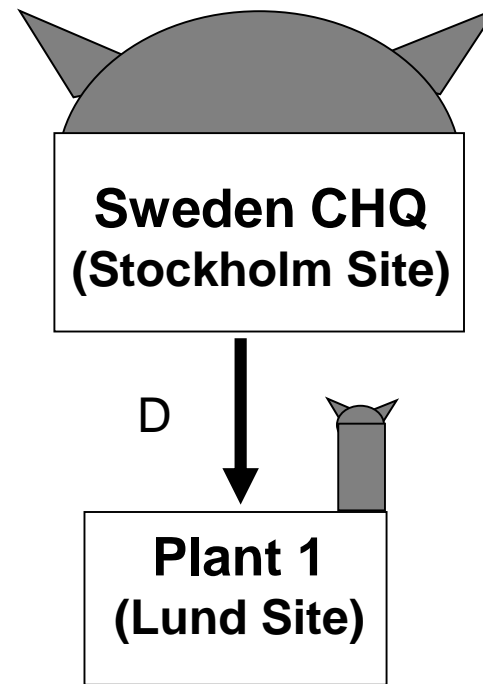 Sweden CHQ
(Stockholm Site)
D
Plant 1
(Lund Site)